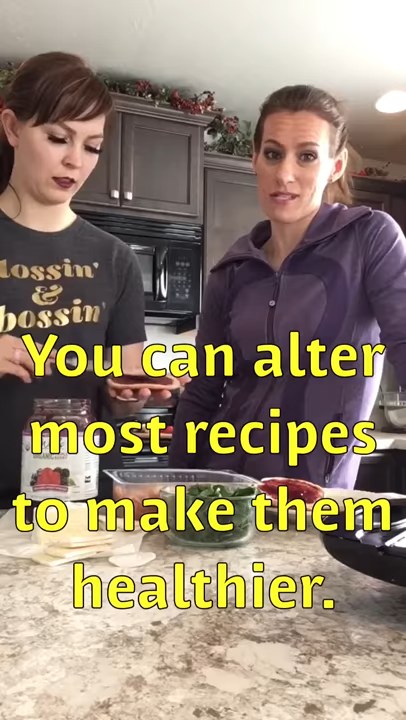 lossin'
&
bossin'
You can alter
most recipes
to make them
healthier.